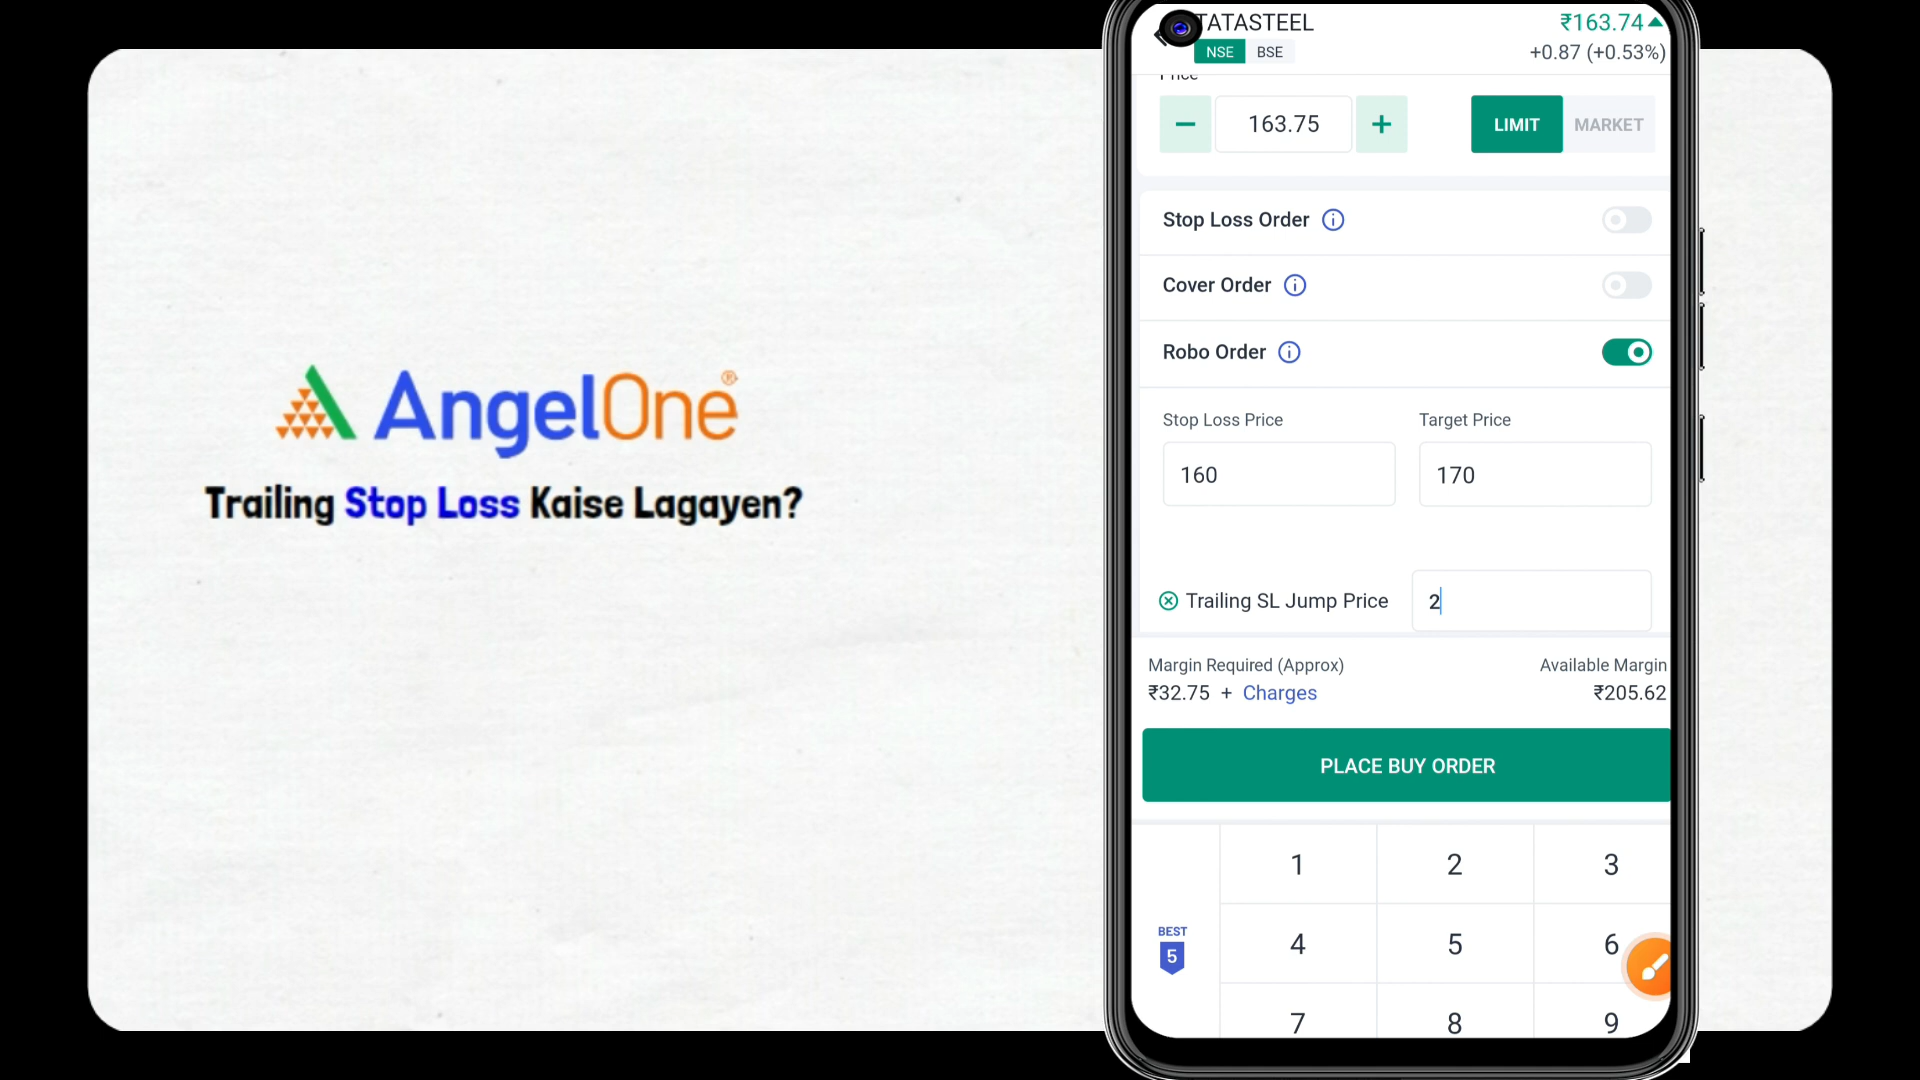 AngelOne®
Trailing Stop Loss Kaise Lagayen?
TATASTEEL
₹163.74
NSE BSE
+0.87 (+0.53%)
Price
− 163.75 +
LIMIT MARKET
Stop Loss Order
Cover Order
Robo Order
Stop Loss Price Target Price
160 170
Trailing SL Jump Price 2
Margin Required (Approx) Available Margin
₹32.75 + Charges ₹205.62
PLACE BUY ORDER
1 2 3
BEST
5
4 5 6
7 8 9